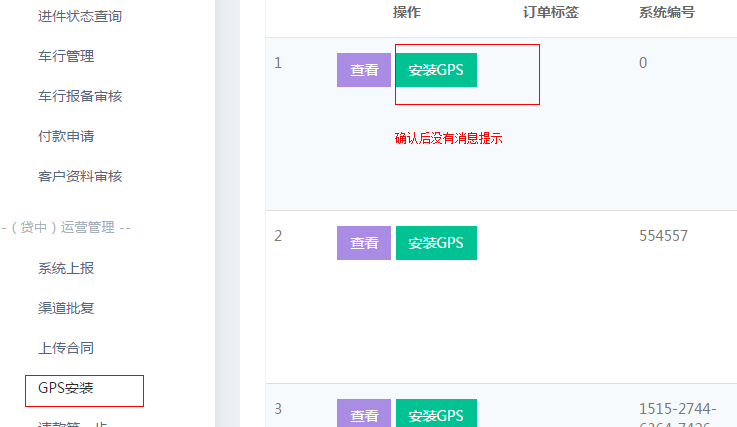 进件状态查询
车行管理
车行报备审核
付款申请
客户资料审核
--（贷中）运营管理 --
系统上报
渠道批复
上传合同
GPS安装
操作 订单标签 系统编号
1 查看 安装GPS 0
确认后没有消息提示
2 查看 安装GPS 554557
3 查看 安装GPS 1515-2744-